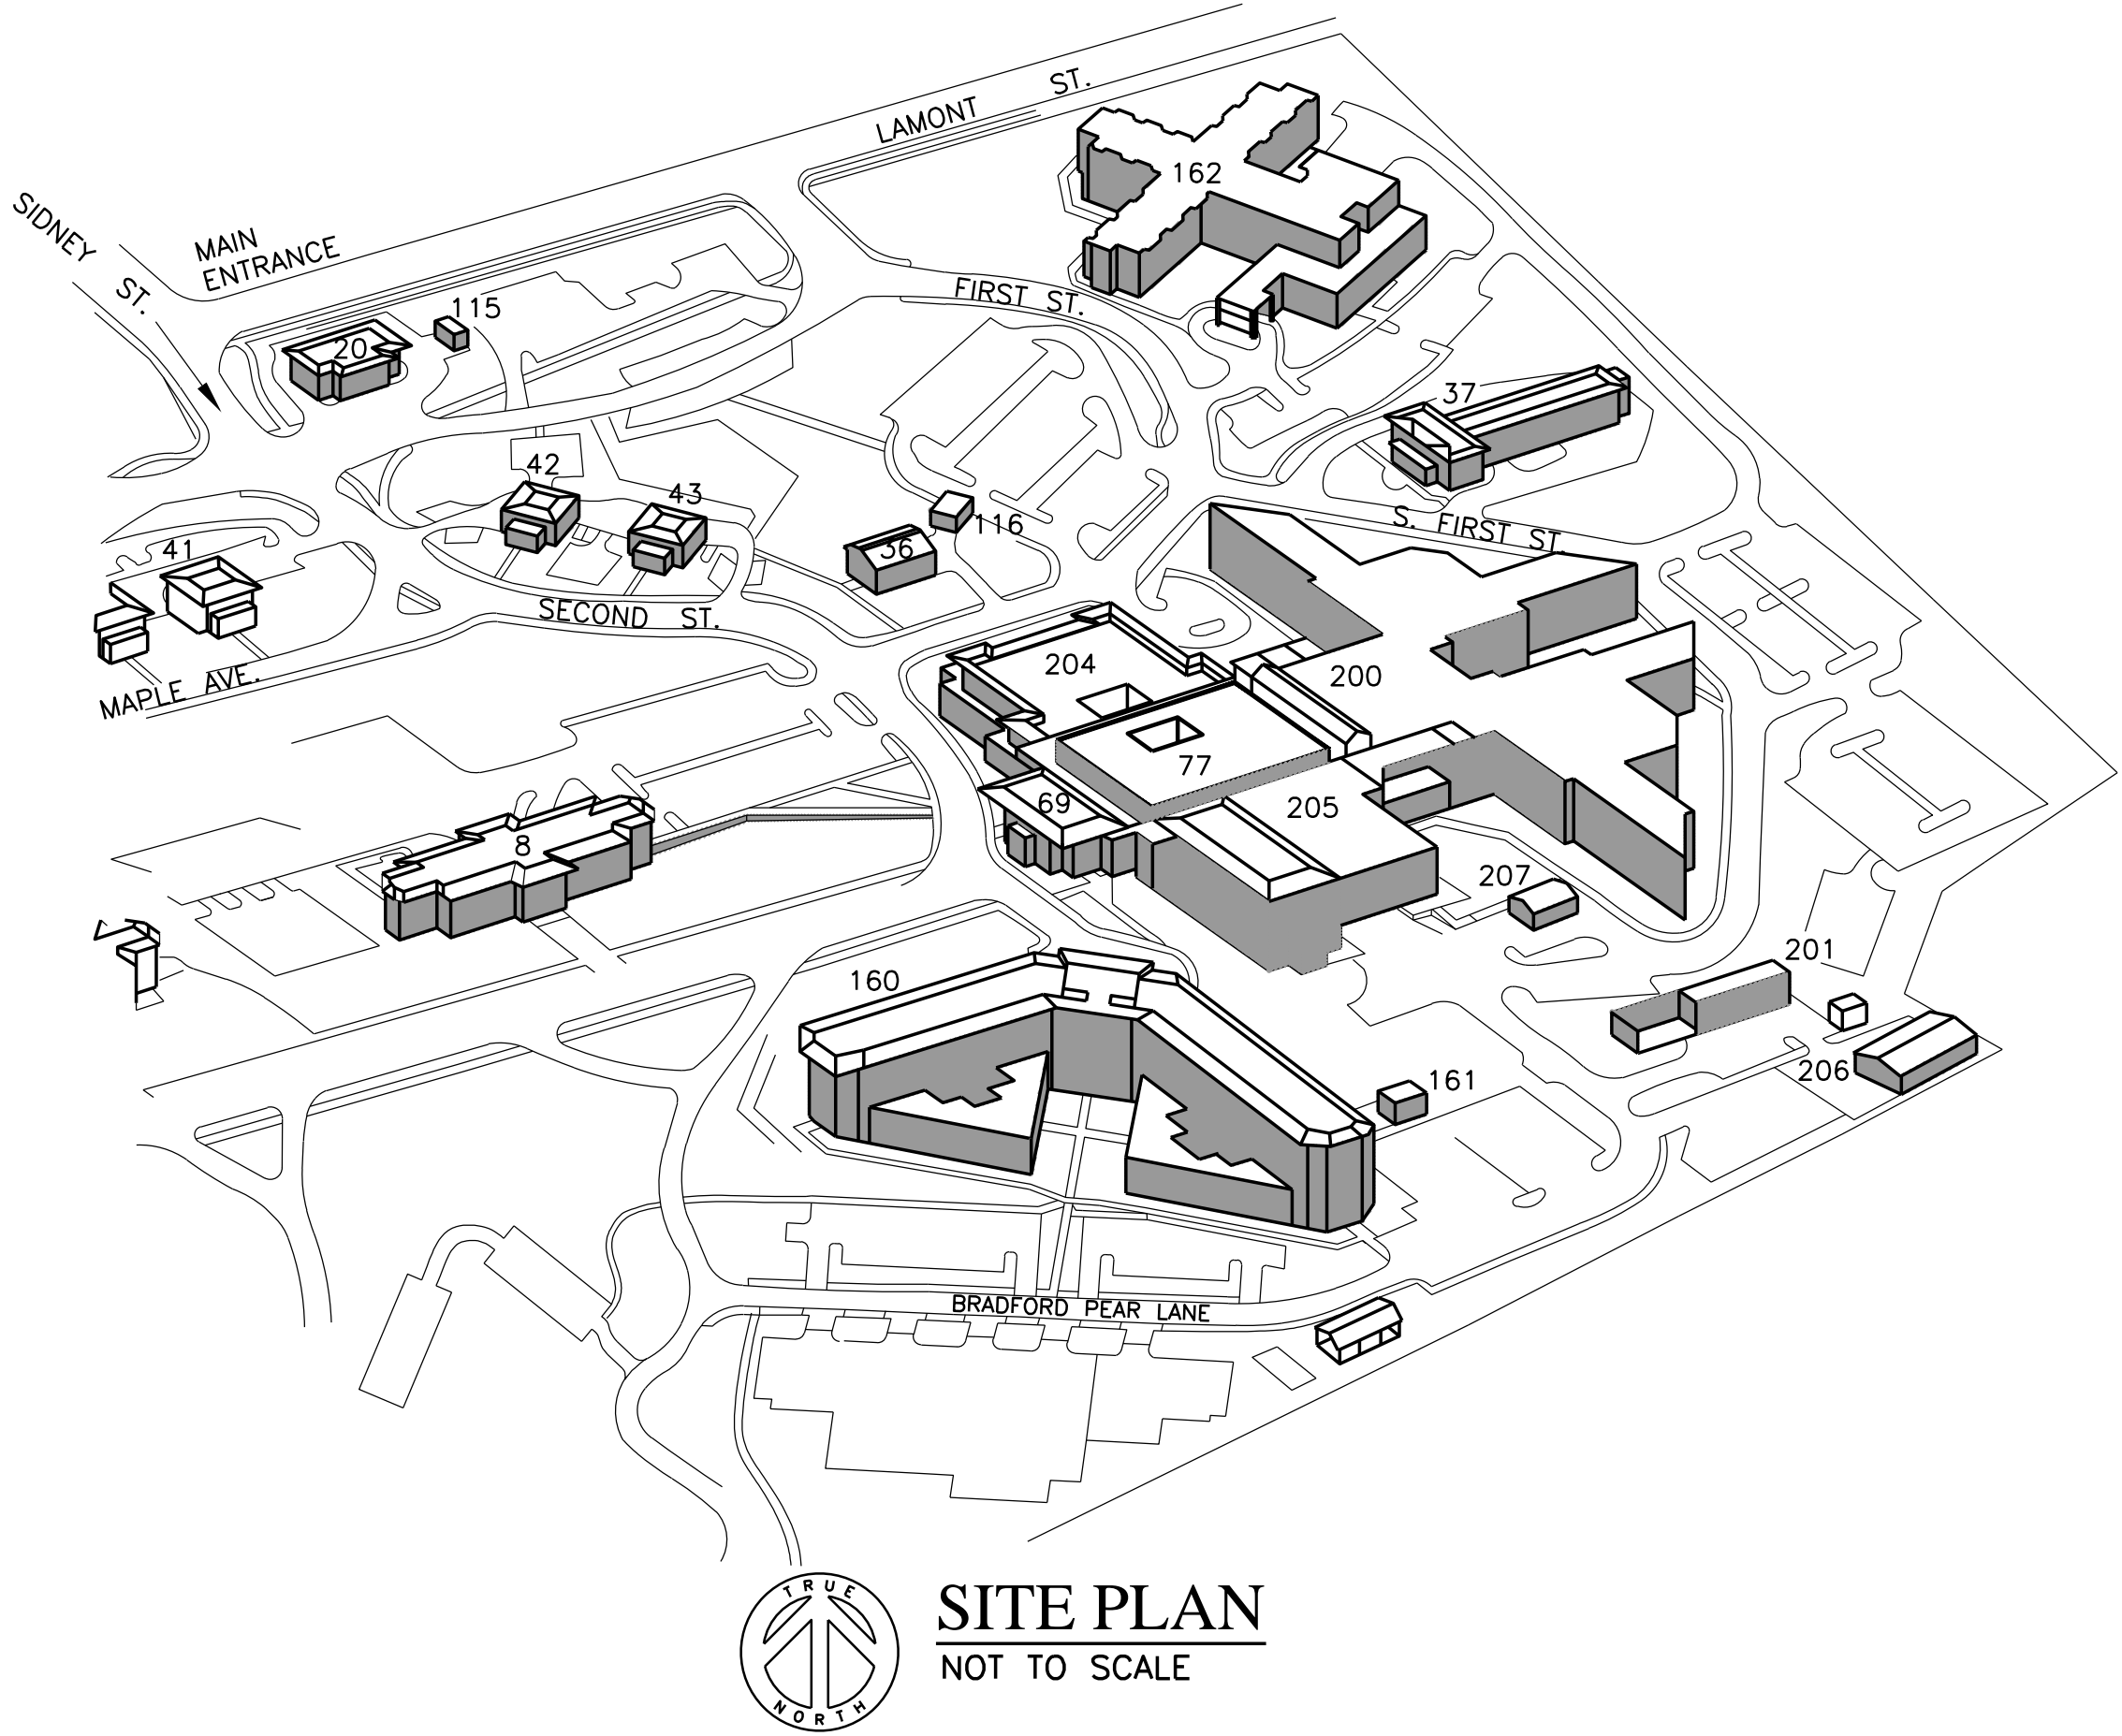 LAMONT ST.
162
SIDNEY ST.
MAIN
ENTRANCE
FIRST ST.
115
20
37
42
43
S. FIRST ST.
116
36
41
SECOND ST.
204
200
MAPLE AVE.
77
69
205
8
207
201
160
206
161
BRADFORD PEAR LANE
TRUE
NORTH
SITE PLAN
NOT TO SCALE